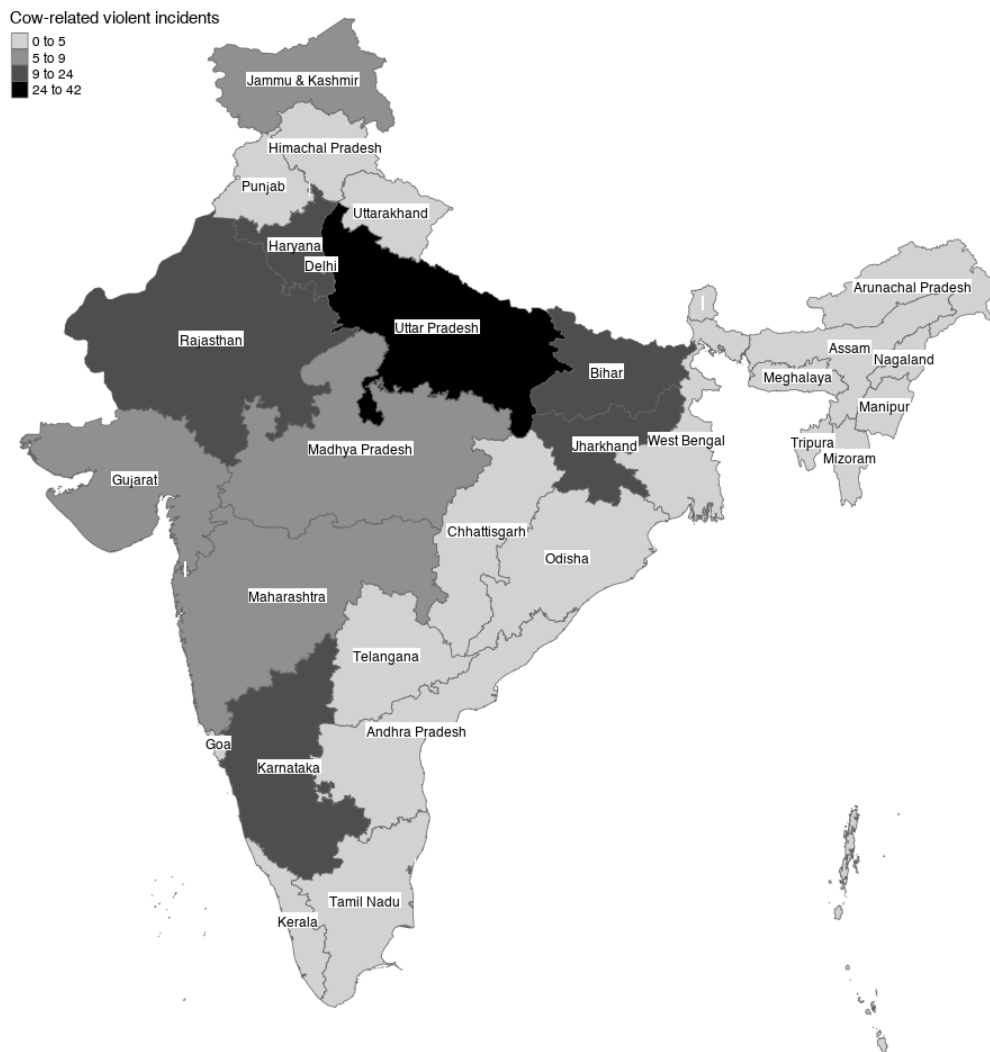 Cow-related violent incidents
0 to 5
5 to 9
9 to 24
24 to 42
Jammu & Kashmir
Himachal Pradesh
Punjab
Uttarakhand
Haryana
Delhi
Arunachal Pradesh
Uttar Pradesh
Rajasthan
Assam
Nagaland
Bihar
Meghalaya
Manipur
West Bengal
Tripura
Jharkhand
Madhya Pradesh
Mizoram
Gujarat
Chhattisgarh
Odisha
Maharashtra
Telangana
Andhra Pradesh
Goa
Karnataka
Tamil Nadu
Kerala